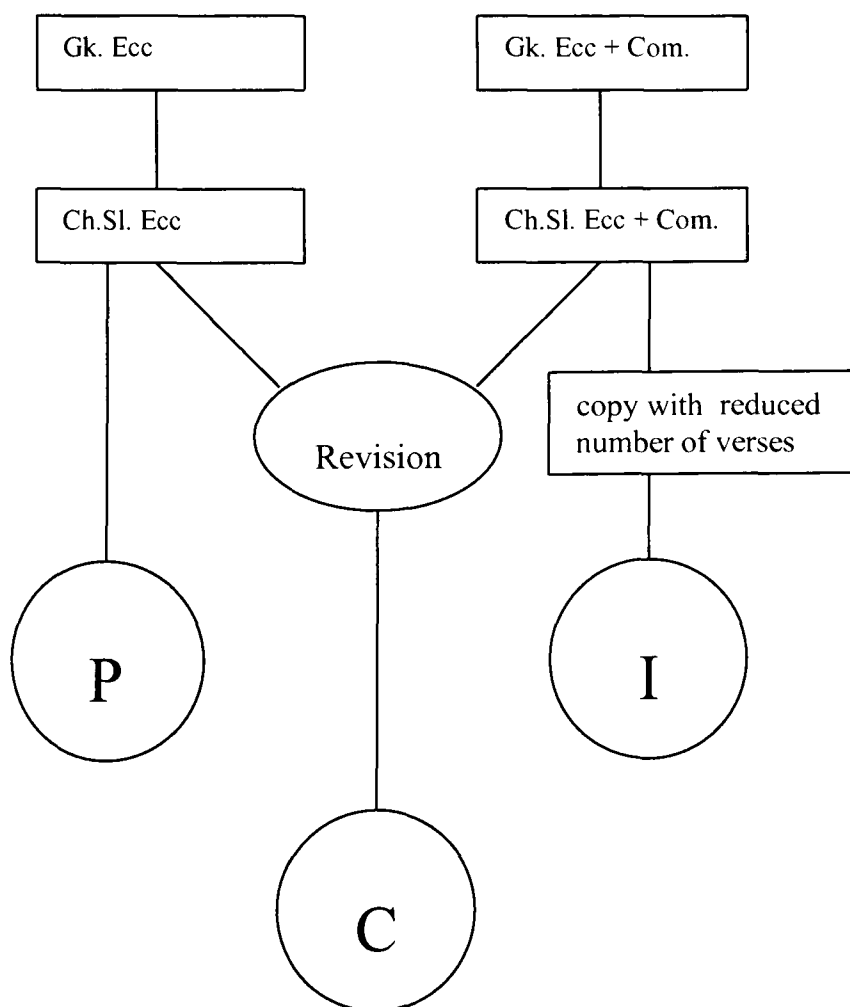 Gk. Ecc
Gk. Ecc + Com.
Ch.Sl. Ecc
Ch.Sl. Ecc + Com.
copy with reduced
number of verses
Revision
P
I
C